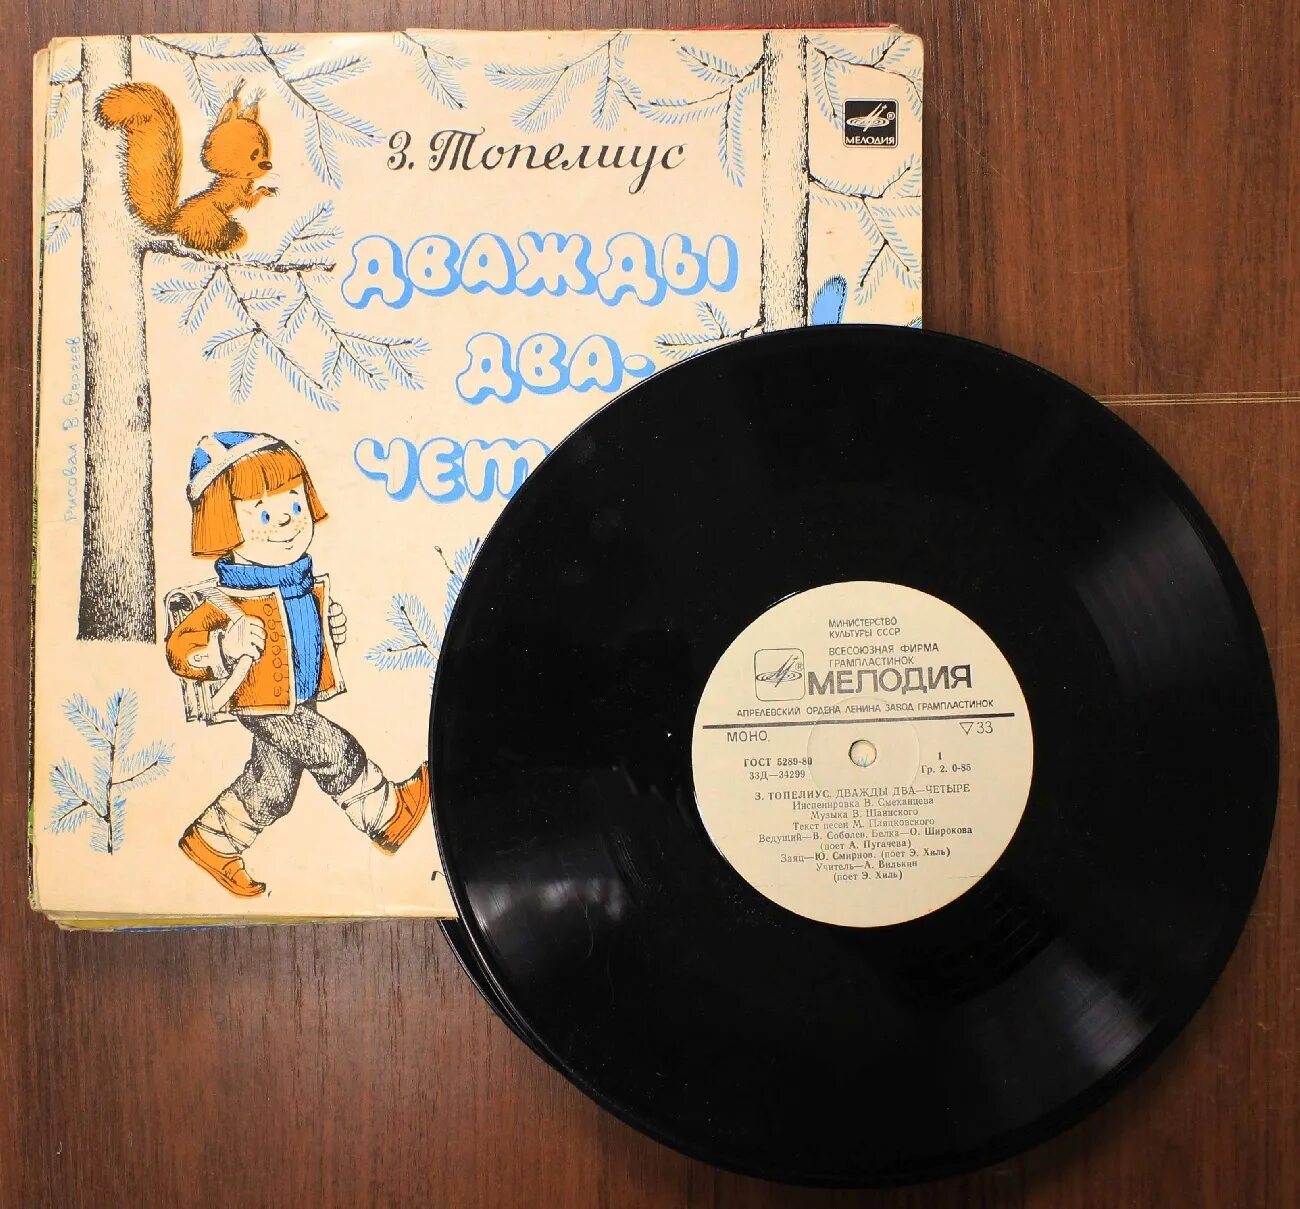 З. Топелиус
МЕЛОДИЯ
ДВАЖДЫ
ДВА-
ЧЕТ
Рисовал В. Сергеев
МИНИСТЕРСТВО
КУЛЬТУРЫ СССР
ВСЕСОЮЗНАЯ ФИРМА
ГРАМПЛАСТИНОК
МЕЛОДИЯ
АПРЕЛЕВСКИЙ ОРДЕНА ЛЕНИНА ЗАВОД ГРАМПЛАСТИНОК
МОНО. ▽33
ГОСТ 5289-80 1
33Д—34299 Гр. 2. 0-85
З. ТОПЕЛИУС. ДВАЖДЫ ДВА—ЧЕТЫРЕ
Инсценировка В. Смеханцева
Музыка В. Шаинского
Текст песен М. Пляцковского
Ведущий—В. Соболев. Белка—О. Широкова
(поет А. Пугачева)
Заяц—Ю. Смирнов. (поет Э. Хиль)
Учитель—А. Вилькин
(поет Э. Хиль)